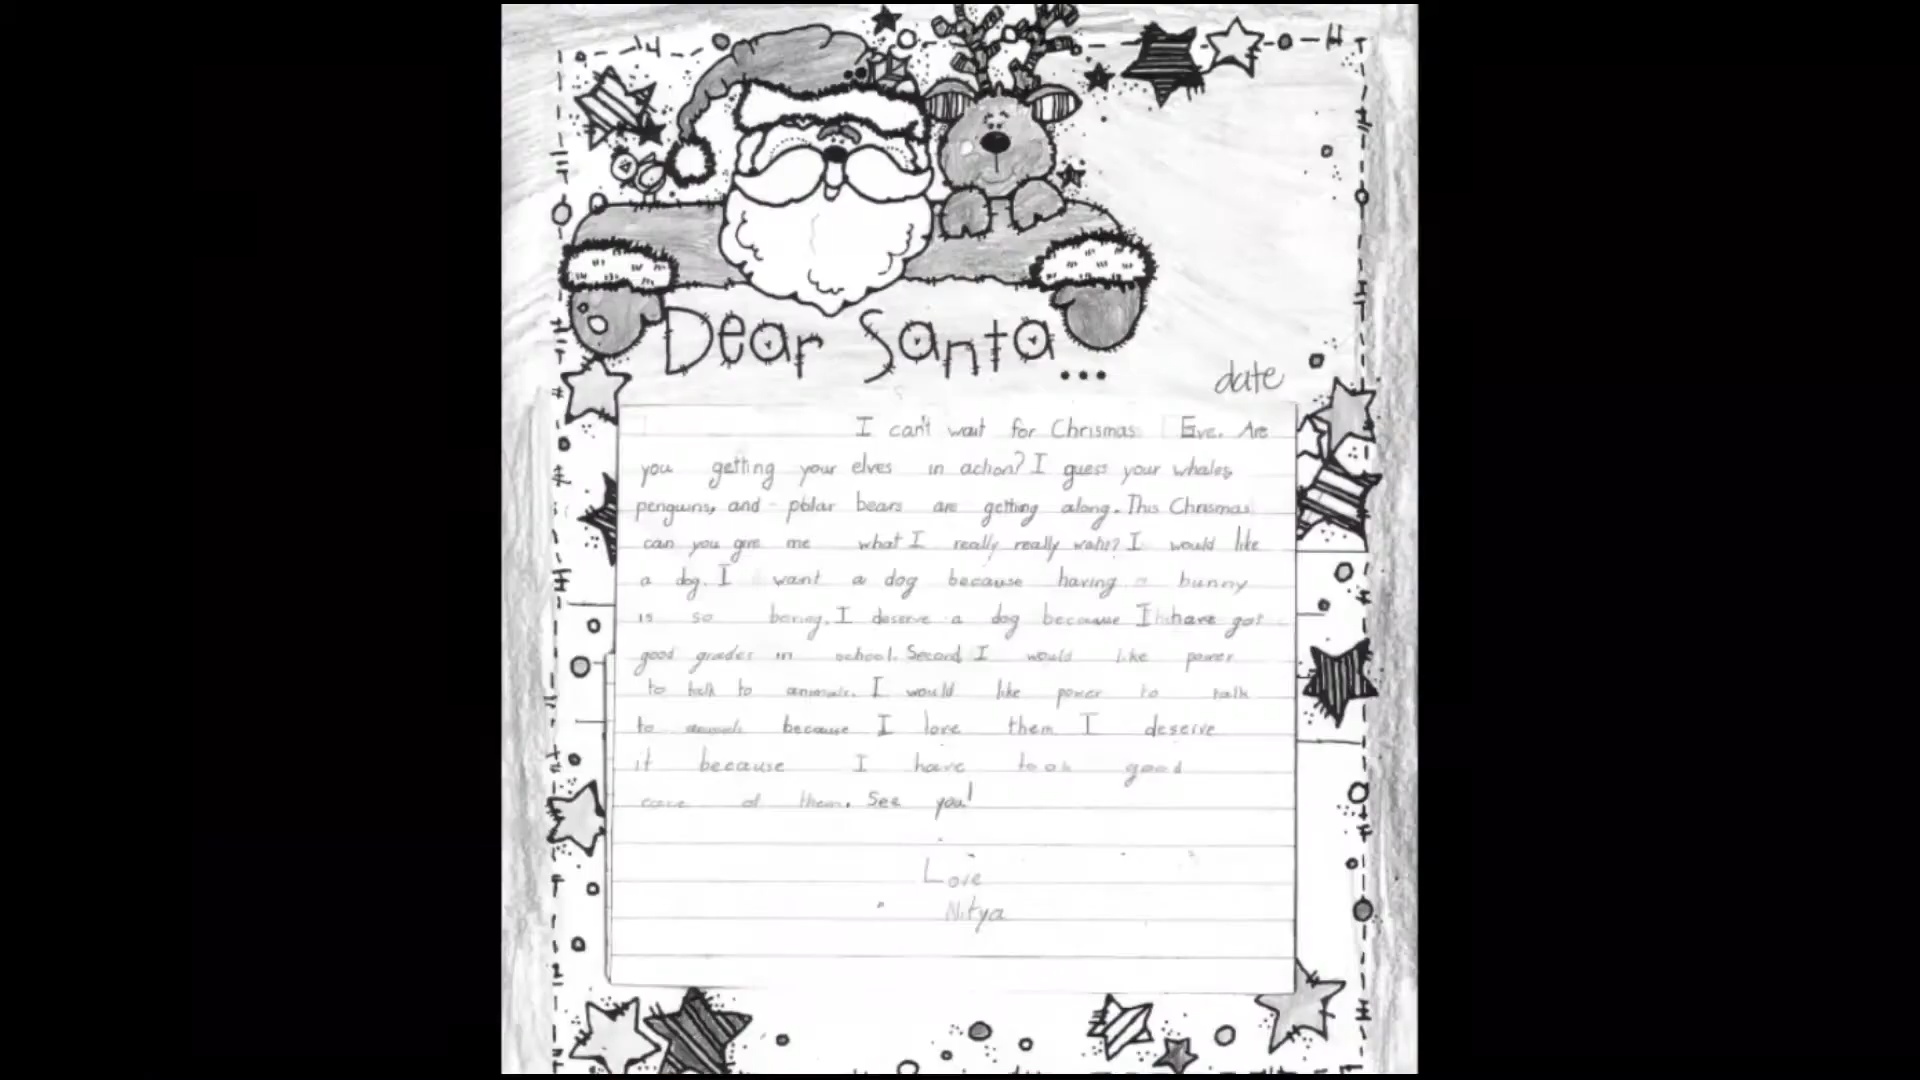 Dear Santa...
date
I can't wait for Chrismas Eve. Are
you getting your elves in action? I guess your whales,
penguins, and polar bears are getting along. This Chrismas
can you give me what I really really want? I would like
a dog. I want a dog because having a bunny
is so boring. I deserve a dog because I have got
good grades in school. Second I would like power
to talk to animals. I would like power to talk
to animals because I love them I deserve
it because I have took good
care of them. See you!
Love
Nitya